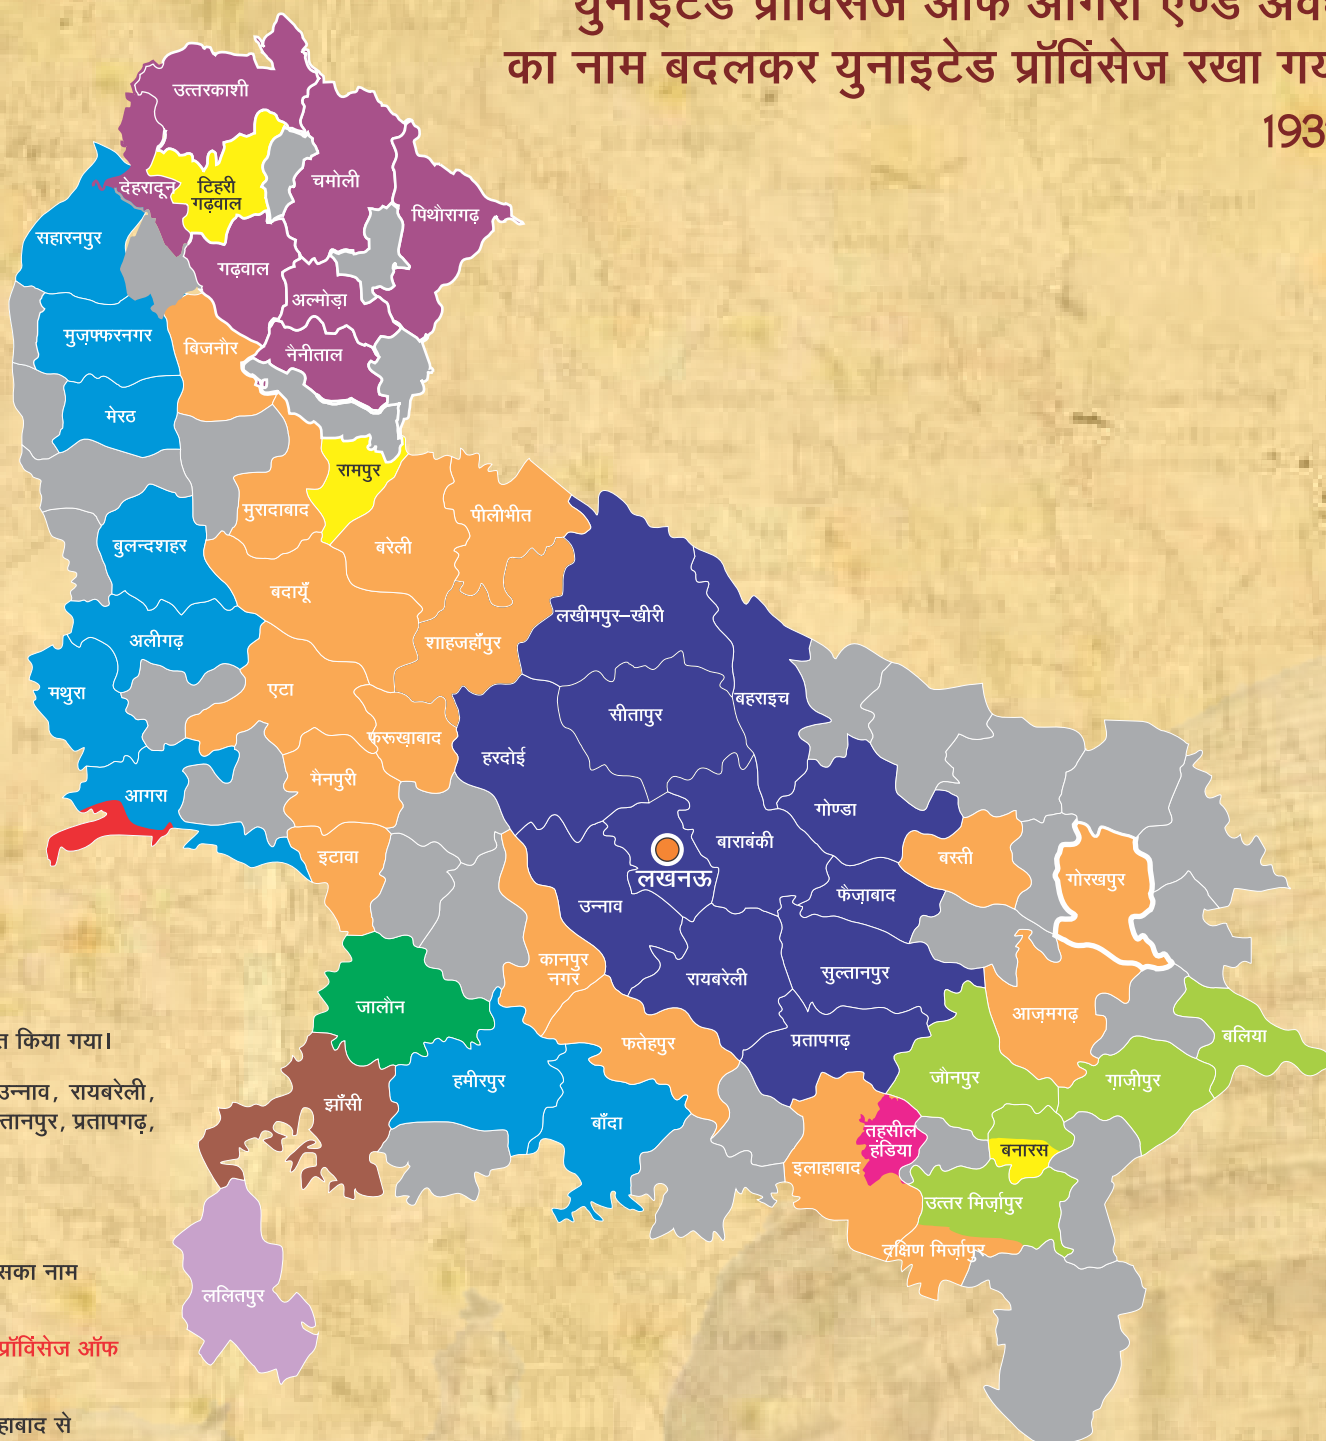 युनाइटेड प्रॉविंसेज ऑफ आगरा एण्ड
का नाम बदलकर युनाइटेड प्रॉविंसेज रखा
193
उत्तरकाशी
देहरादून
टिहरी
गढ़वाल
चमोली
पिथौरागढ़
सहारनपुर
गढ़वाल
अल्मोड़ा
मुज़फ्फरनगर
बिजनौर
नैनीताल
मेरठ
रामपुर
मुरादाबाद
पीलीभीत
बुलन्दशहर
बरेली
बदायूँ
लखीमपुर–खीरी
अलीगढ़
शाहजहाँपुर
मथुरा
एटा
बहराइच
सीतापुर
फरूख़ाबाद
हरदोई
मैनपुरी
आगरा
गोण्डा
बाराबंकी
इटावा
बस्ती
लखनऊ
गोरखपुर
फैज़ाबाद
उन्नाव
कानपुर
नगर
रायबरेली
सुल्तानपुर
जालौन
आज़मगढ़
बलिया
फतेहपुर
प्रतापगढ़
हमीरपुर
जौनपुर
ग़ाज़ीपुर
झाँसी
बाँदा
तहसील
हंडिया
बनारस
इलाहाबाद
उत्तर मिर्ज़ापुर
दक्षिण मिर्ज़ापुर
ललितपुर
त किया गया।
उन्नाव, रायबरेली,
तानपुर, प्रतापगढ़,
सका नाम
प्रॉविंसेज ऑफ
हाबाद से